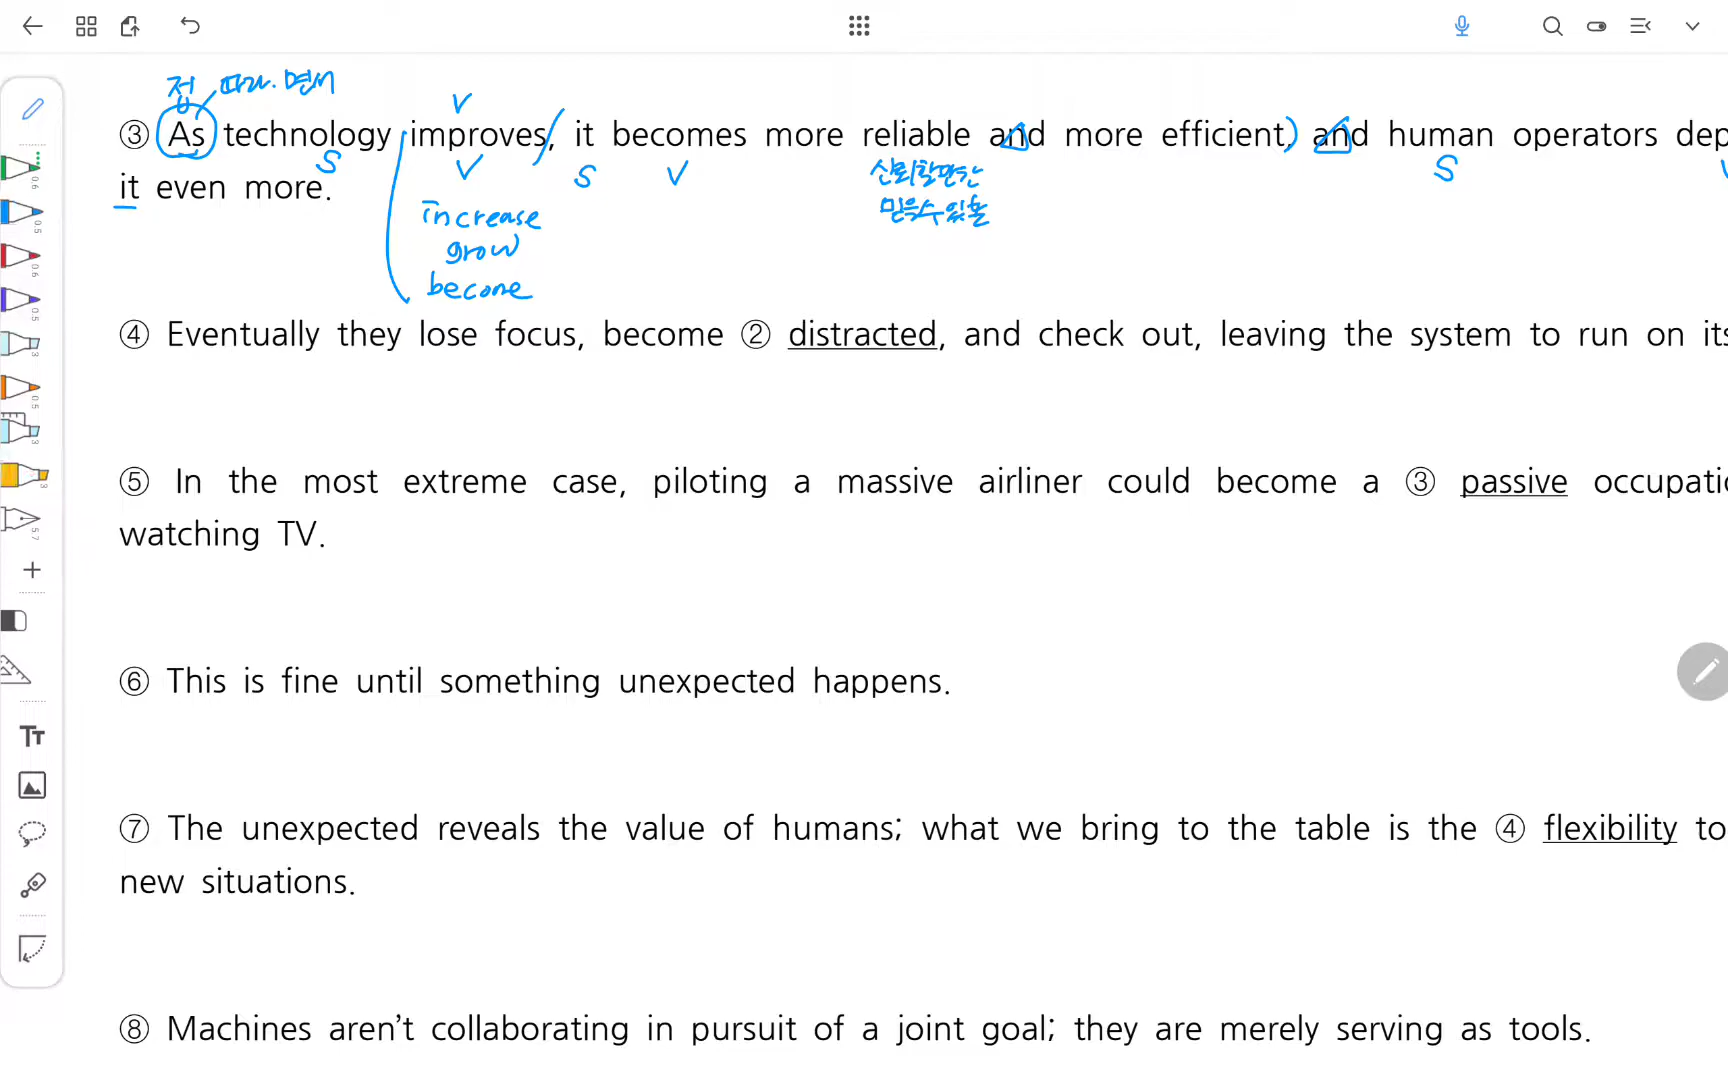 접 따라. 면서
V
③ As technology improves, it becomes more reliable and more efficient, and human operators dep
S V S V S
신뢰할만한
it even more.
믿을수있는
increase
grow
become
④ Eventually they lose focus, become ② distracted, and check out, leaving the system to run on its
⑤ In the most extreme case, piloting a massive airliner could become a ③ passive occupatio
watching TV.
⑥ This is fine until something unexpected happens.
⑦ The unexpected reveals the value of humans; what we bring to the table is the ④ flexibility to
new situations.
⑧ Machines aren't collaborating in pursuit of a joint goal; they are merely serving as tools.